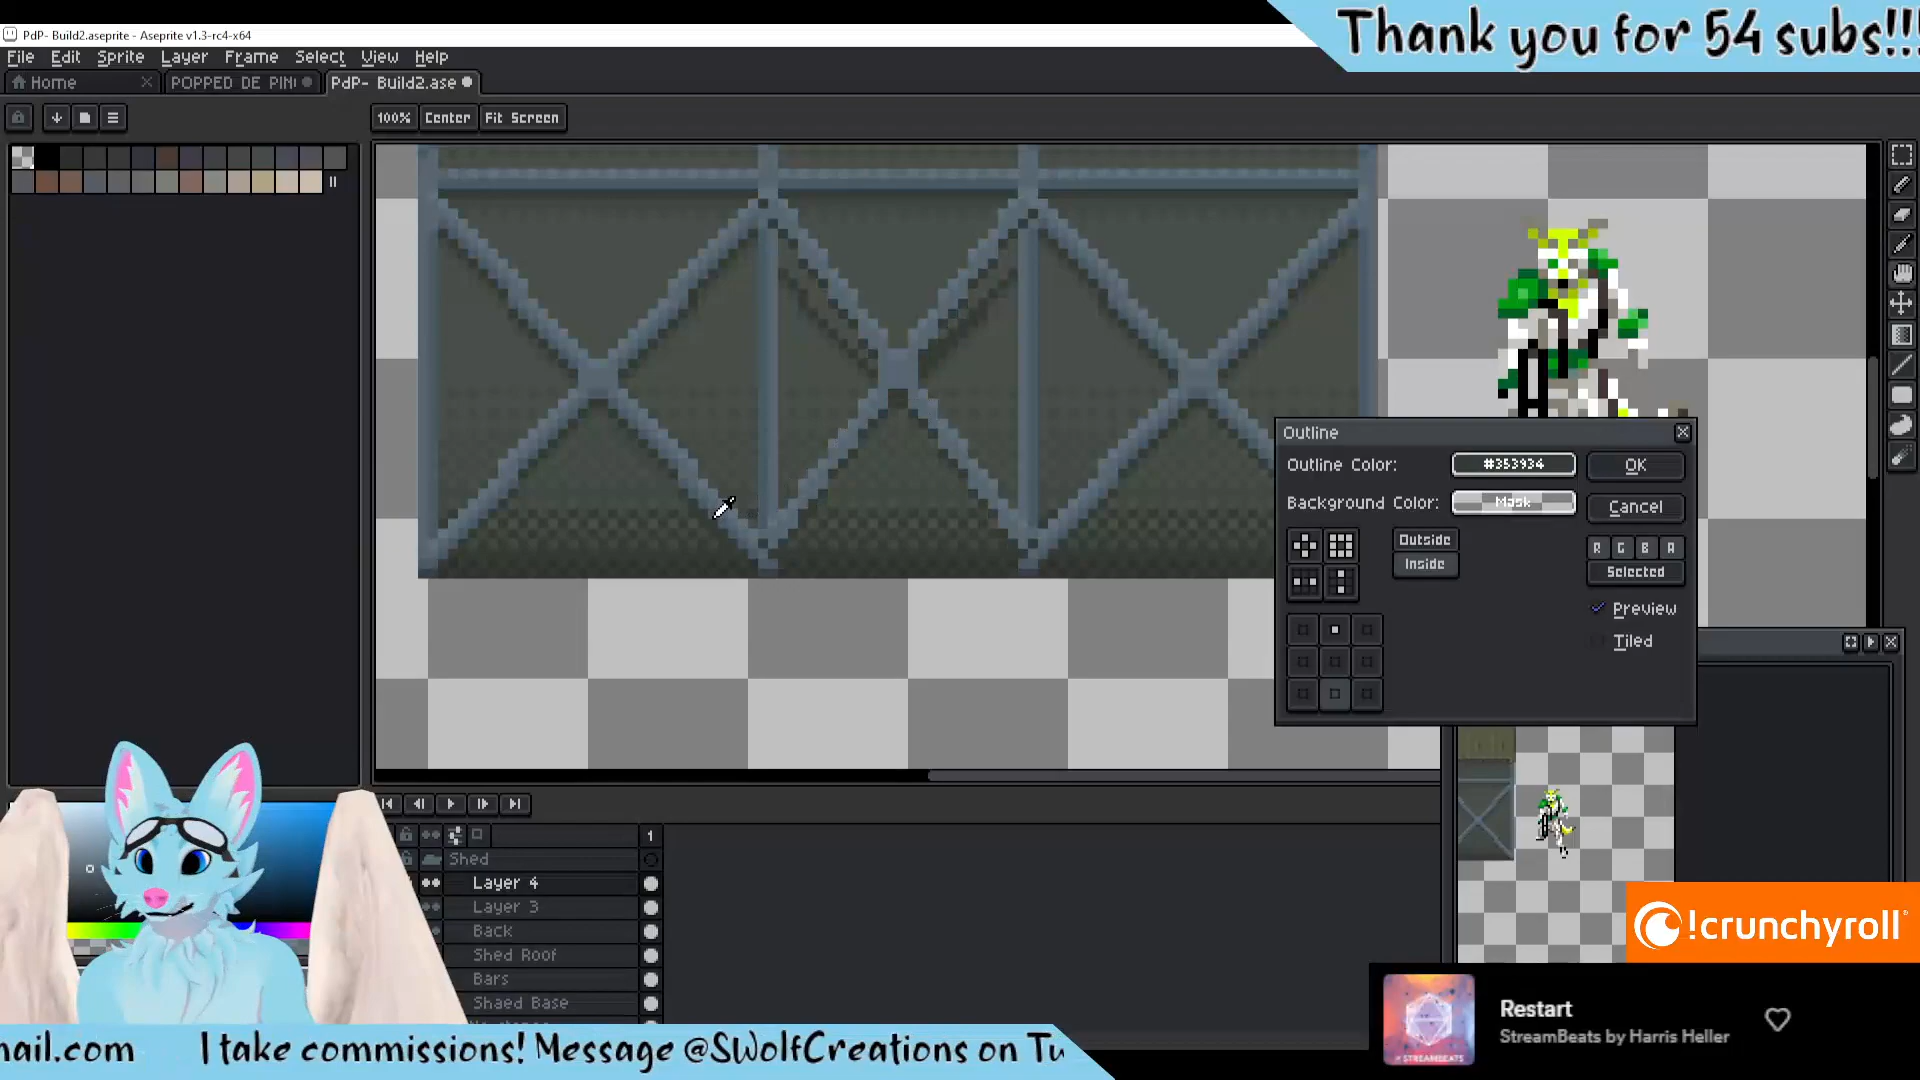 Thank you for 54 subs!!!
PdP- Build2.aseprite - Aseprite v1.3-rc4-x64
File Edit Sprite Layer Frame Select View Help
Home POPPED DE PIN PdP- Build2.ase
100% Center Fit Screen
Outline
Outline Color: #353934 OK
Background Color: Mask Cancel
Outside
Inside
R G B A
Selected
Preview
Tiled
1
Shed
Layer 4
Layer 3
Back
Shed Roof
Bars
Shaed Base
!crunchyroll
Restart
StreamBeats by Harris Heller
STREAMBEATS
nail.com I take commissions! Message @SWolfCreations on Tu